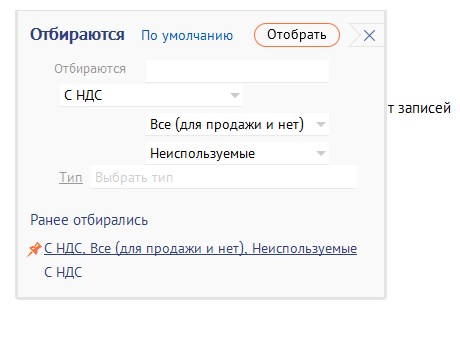 Отбираются По умолчанию Отобрать
Отбираются
С НДС
т записей
Все (для продажи и нет)
Неиспользуемые
Тип Выбрать тип
Ранее отбирались
С НДС, Все (для продажи и нет), Неиспользуемые
С НДС